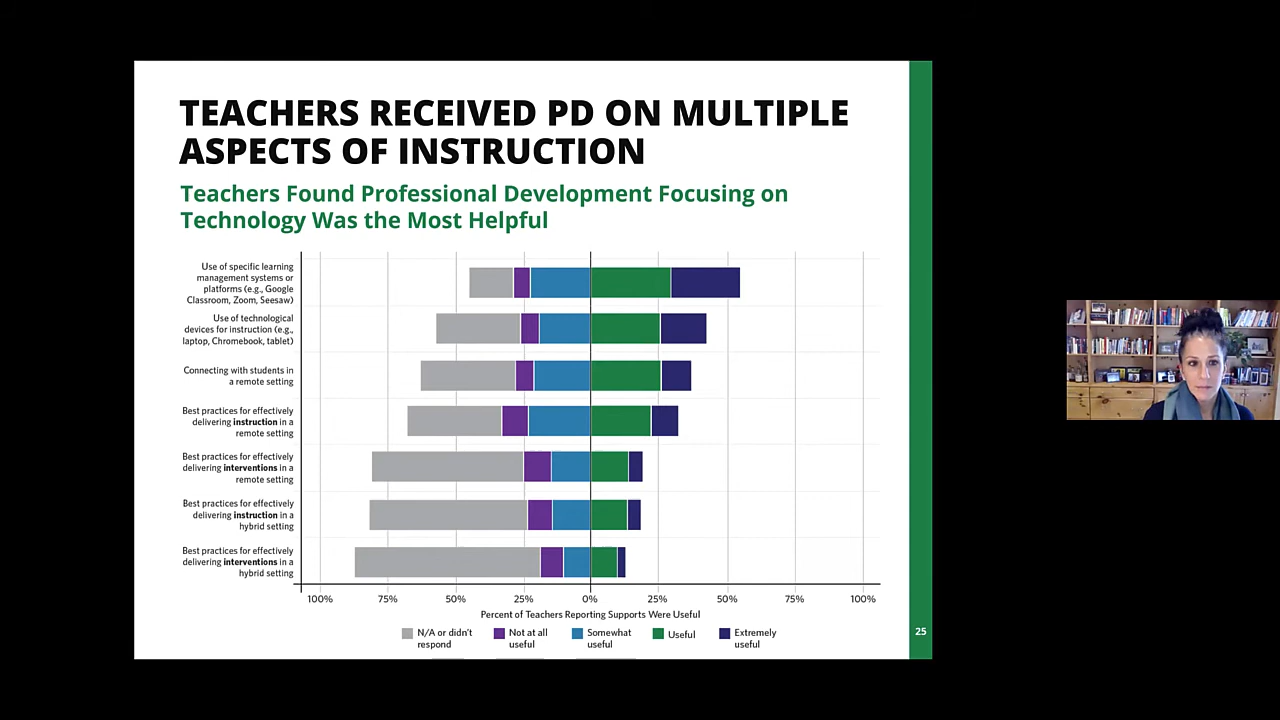 TEACHERS RECEIVED PD ON MULTIPLE
ASPECTS OF INSTRUCTION
Teachers Found Professional Development Focusing on
Technology Was the Most Helpful
Use of specific learning
management systems or
platforms (e.g., Google
Classroom, Zoom, Seesaw)
Use of technological
devices for instruction (e.g.,
laptop, Chromebook, tablet)
Connecting with students in
a remote setting
Best practices for effectively
delivering instruction in a
remote setting
Best practices for effectively
delivering interventions in a
remote setting
Best practices for effectively
delivering instruction in a
hybrid setting
Best practices for effectively
delivering interventions in a
hybrid setting
100% 75% 50% 25% 0% 25% 50% 75% 100%
Percent of Teachers Reporting Supports Were Useful
N/A or didn't
respond
Not at all
useful
Somewhat
useful
Useful
Extremely
useful
25